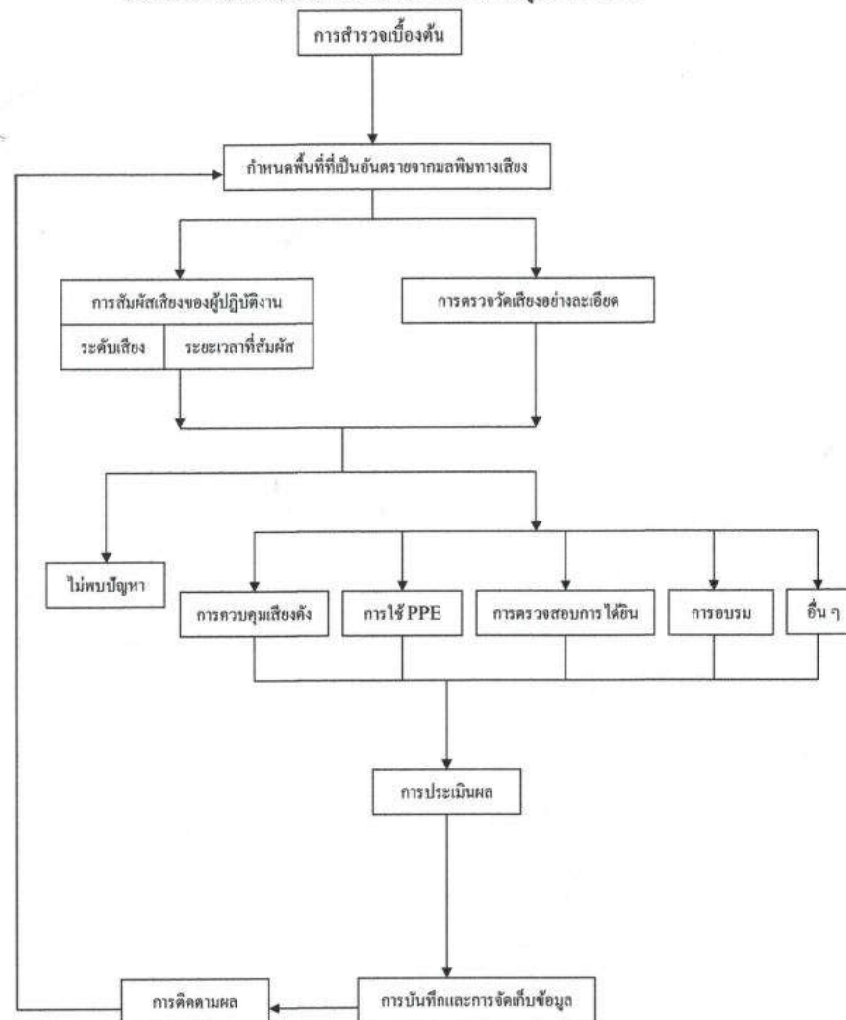 การสำรวจเบื้องต้น
กำหนดพื้นที่ที่เป็นอันตรายจากมลพิษทางเสียง
การสัมผัสเสียงของผู้ปฏิบัติงาน
การตรวจวัดเสียงอย่างละเอียด
ระดับเสียง ระยะเวลาที่สัมผัส
ไม่พบปัญหา
การควบคุมเสียงดัง การใช้ PPE การตรวจสอบการได้ยิน การอบรม อื่น ๆ
การประเมินผล
การติดตามผล การบันทึกและการจัดเก็บข้อมูล